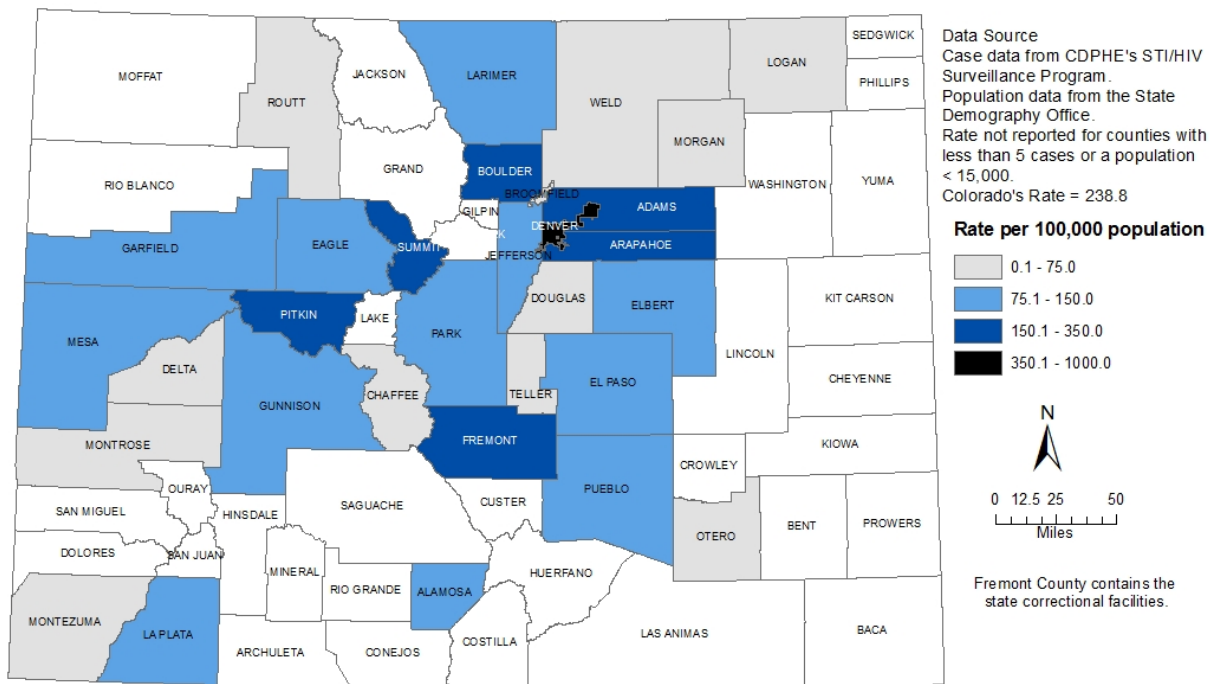 SEDGWICK
Data Source
Case data from CDPHE's STI/HIV
Surveillance Program.
Population data from the State
Demography Office.
Rate not reported for counties with
less than 5 cases or a population
< 15,000.
Colorado's Rate = 238.8
MOFFAT
JACKSON
LARIMER
LOGAN
PHILLIPS
ROUTT
WELD
MORGAN
GRAND
BOULDER
RIO BLANCO
WASHINGTON
YUMA
BROOMFIELD
GILPIN
ADAMS
DENVER
GARFIELD
EAGLE
SUMMIT
K
JEFFERSON
ARAPAHOE
Rate per 100,000 population
0.1 - 75.0
75.1 - 150.0
150.1 - 350.0
350.1 - 1000.0
DOUGLAS
ELBERT
KIT CARSON
PITKIN
LAKE
PARK
MESA
LINCOLN
DELTA
CHEYENNE
EL PASO
CHAFFEE
TELLER
GUNNISON
N
MONTROSE
FREMONT
KIOWA
CROWLEY
OURAY
PUEBLO
0 12.5 25 50
Miles
SAGUACHE
CUSTER
SAN MIGUEL
HINSDALE
BENT
PROWERS
OTERO
DOLORES
SAN JUAN
MINERAL
HUERFANO
Fremont County contains the
state correctional facilities.
RIO GRANDE
ALAMOSA
MONTEZUMA
LA PLATA
LAS ANIMAS
BACA
COSTILLA
ARCHULETA
CONEJOS